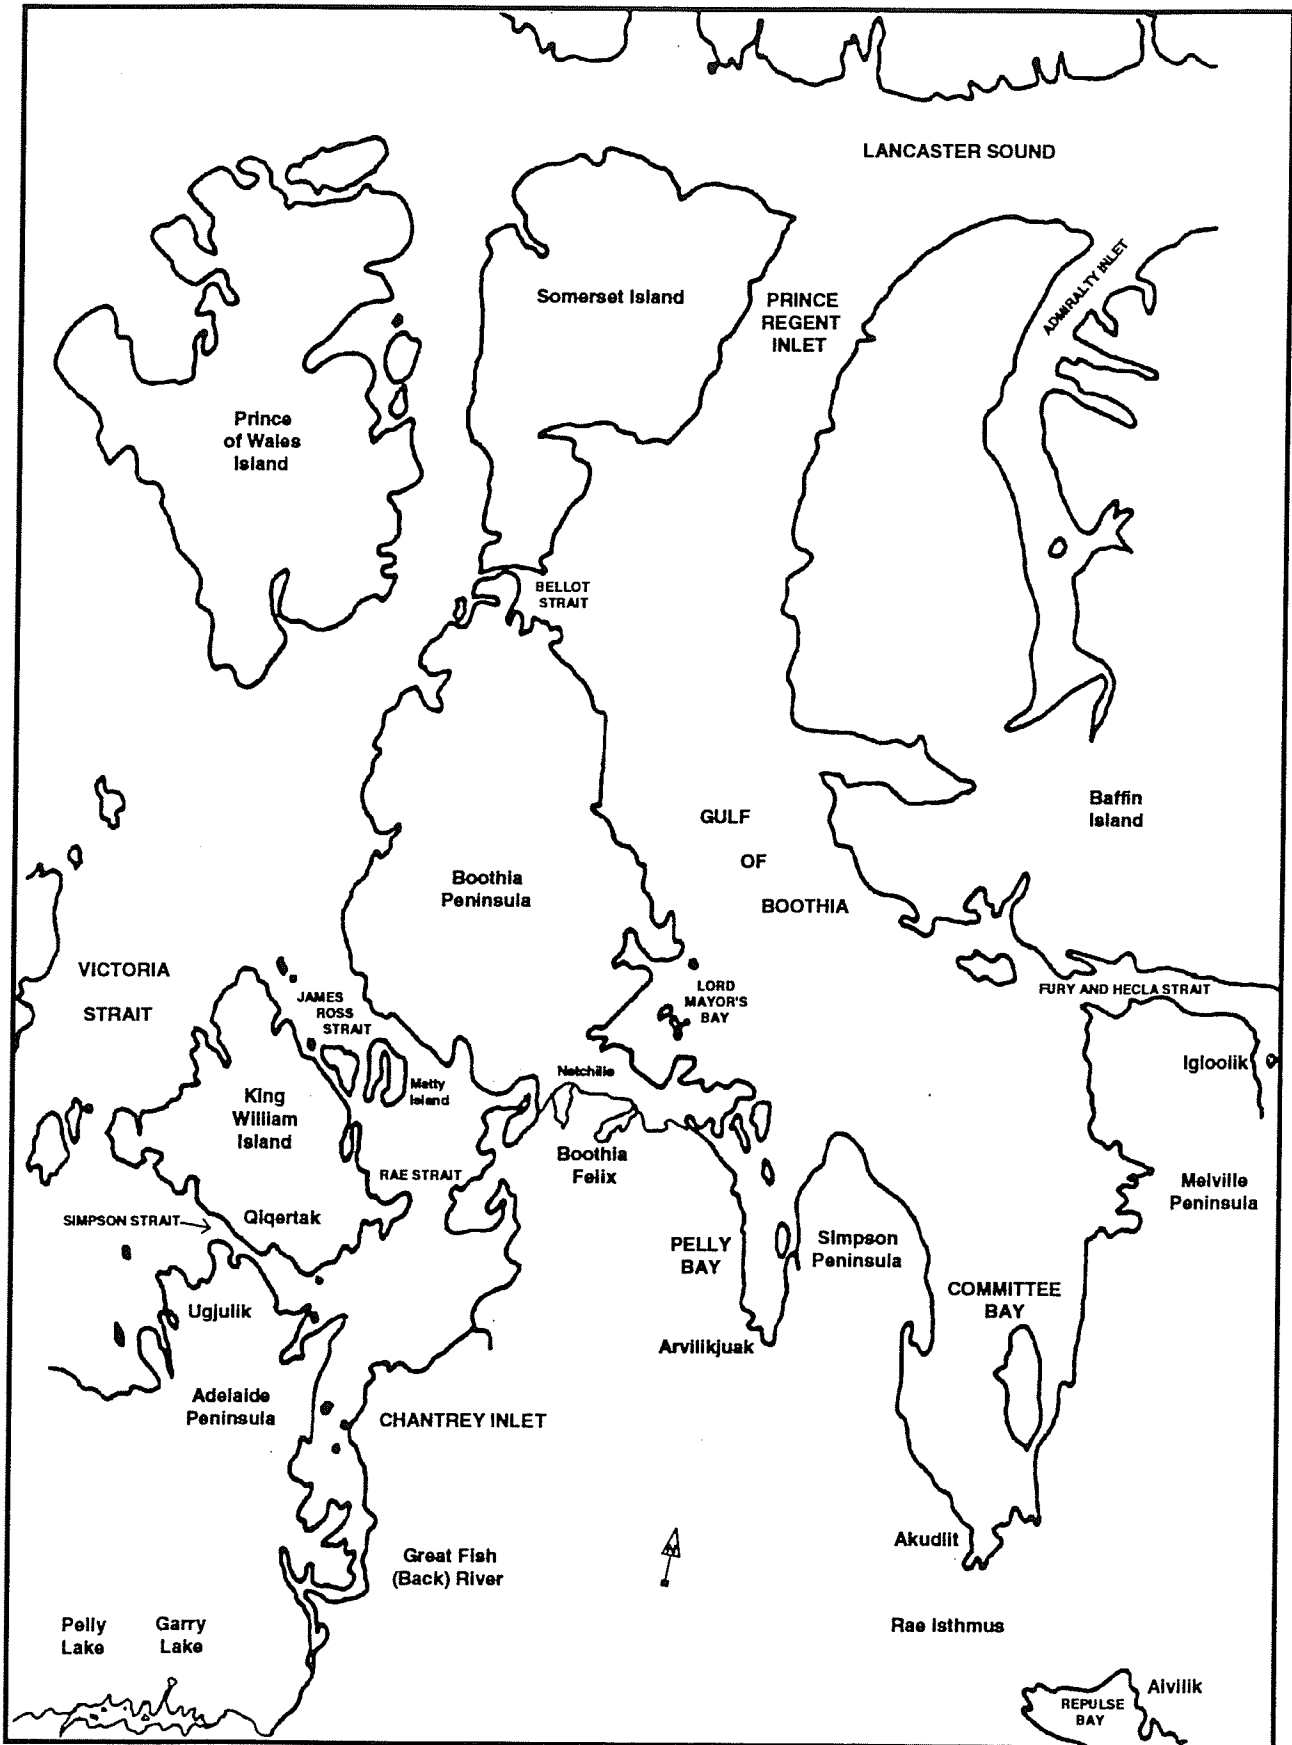 LANCASTER SOUND
ADMIRALTY INLET
Somerset Island
PRINCE
REGENT
INLET
Prince
of Wales
Island
BELLOT
STRAIT
Baffin
Island
GULF
OF
BOOTHIA
Boothia
Peninsula
VICTORIA
STRAIT
JAMES
ROSS
STRAIT
LORD
MAYOR'S
BAY
FURY AND HECLA STRAIT
Igloolik
Netchilie
Matty
Island
King
William
Island
Boothia
Felix
RAE STRAIT
Melville
Peninsula
SIMPSON STRAIT
Qiqertak
PELLY
BAY
Simpson
Peninsula
COMMITTEE
BAY
Ugjulik
Arvilikjuak
Adelaide
Peninsula
CHANTREY INLET
Akudlit
Great Fish
(Back) River
N
Pelly
Lake
Garry
Lake
Rae Isthmus
Aivilik
REPULSE
BAY